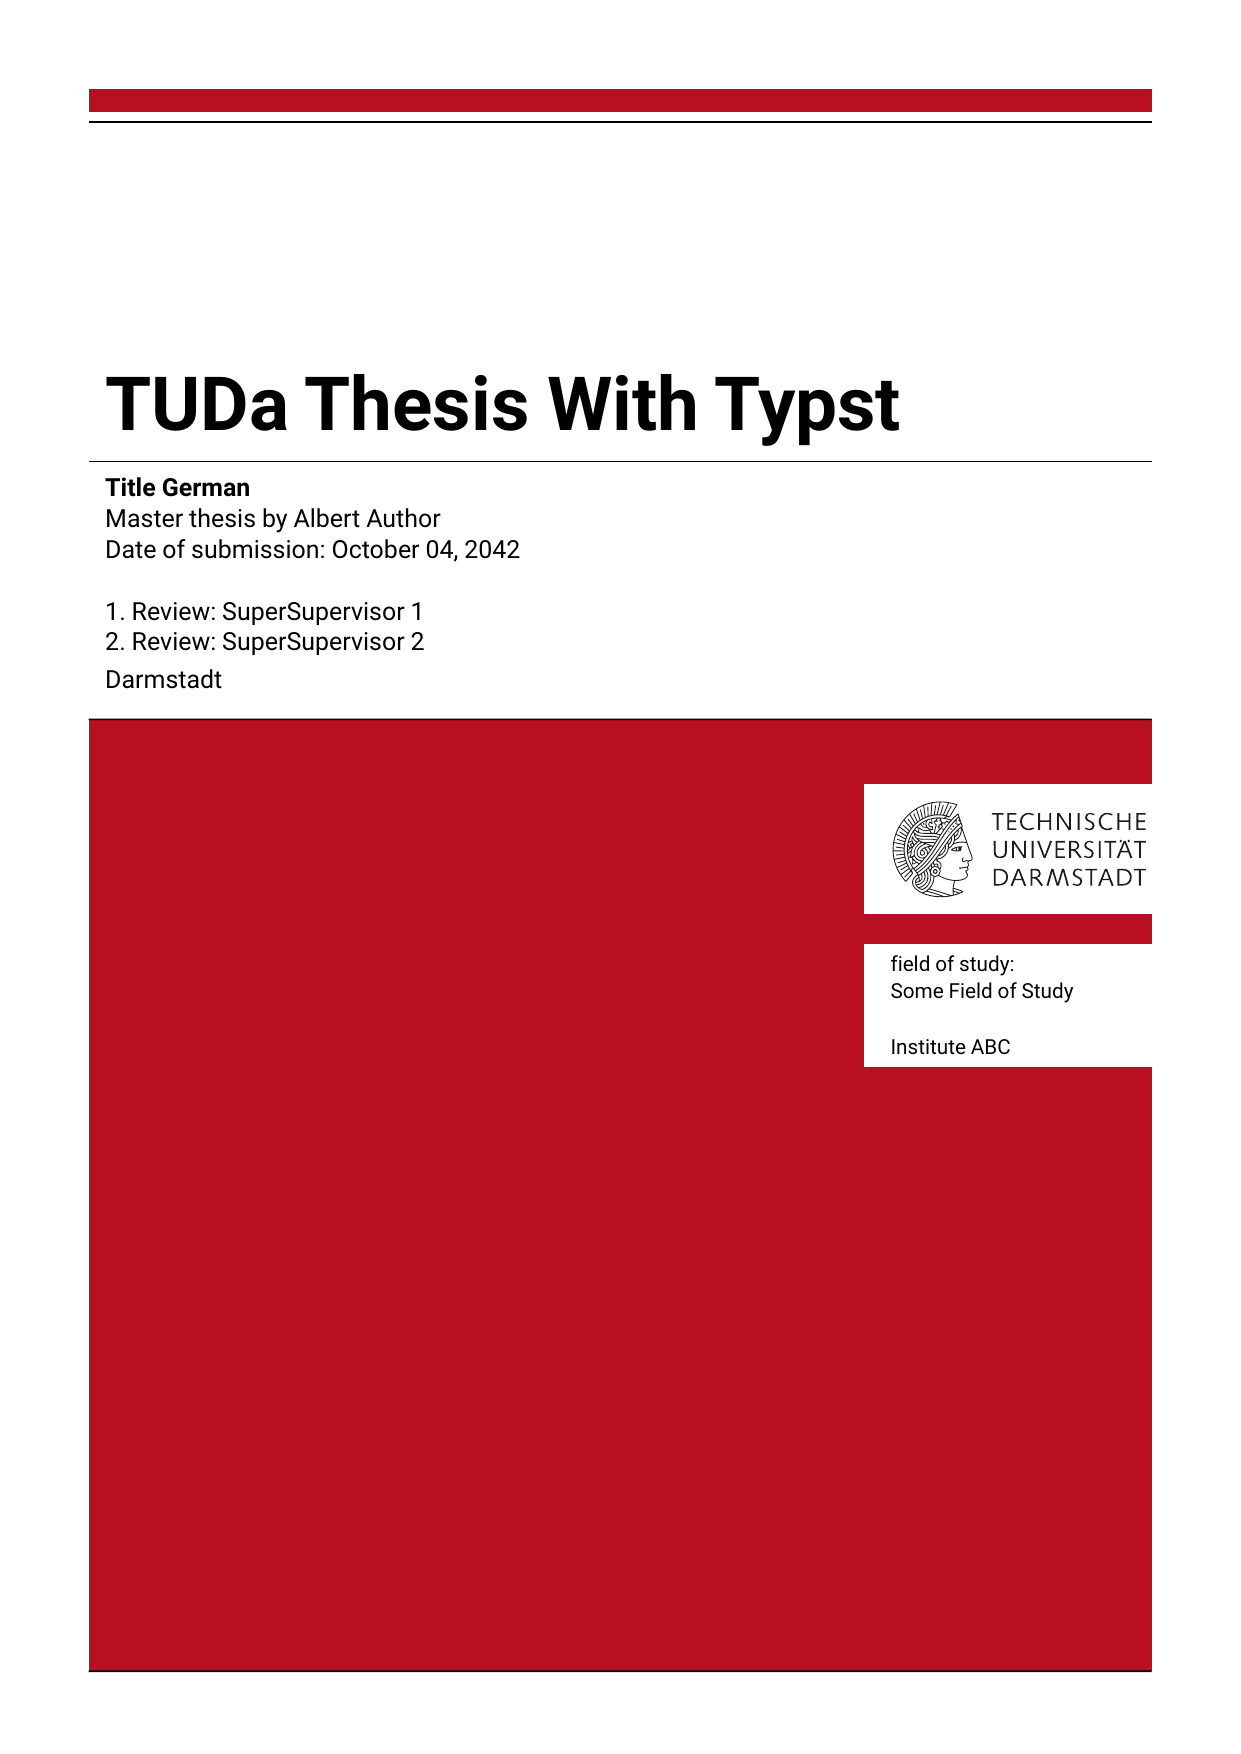 TUDa Thesis With Typst
Title German
Master thesis by Albert Author
Date of submission: October 04, 2042
1. Review: SuperSupervisor 1
2. Review: SuperSupervisor 2
Darmstadt
TECHNISCHE
UNIVERSITÄT
DARMSTADT
field of study:
Some Field of Study
Institute ABC